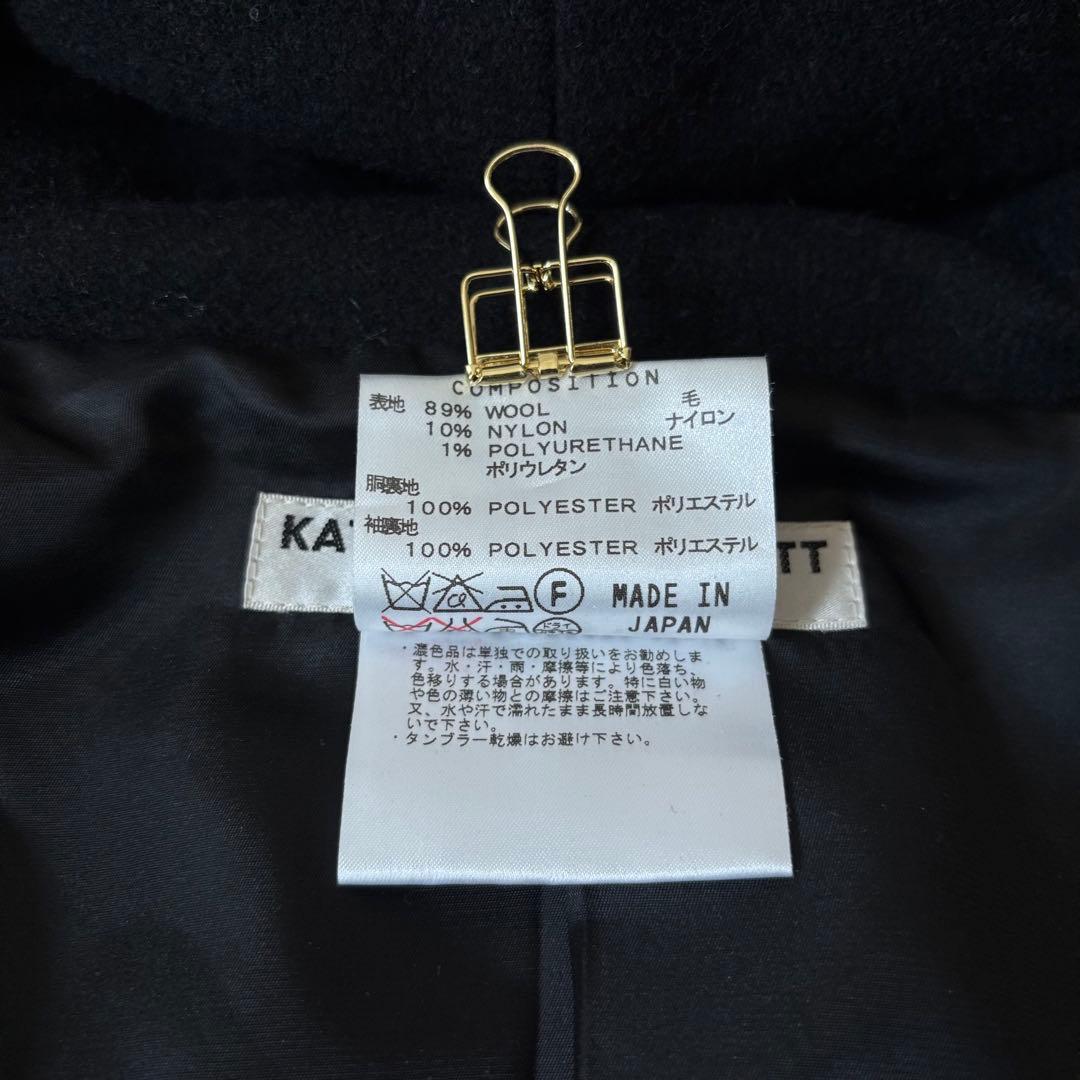 COMPOSITION
表地 89% WOOL 毛
10% NYLON ナイロン
1% POLYURETHANE
ポリウレタン
胴裏地
100% POLYESTER ポリエステル
袖裏地
100% POLYESTER ポリエステル
KA
TT
F
MADE IN
JAPAN
ドライ
・濃色品は単独での取り扱いをお勧めしま
す。水・汗・雨・摩擦等により色落ち、
色移りする場合があります。特に白い物
や色の薄い物との摩擦はご注意下さい。
又、水や汗で濡れたまま長時間放置しな
いで下さい。
・タンブラー乾燥はお避け下さい。